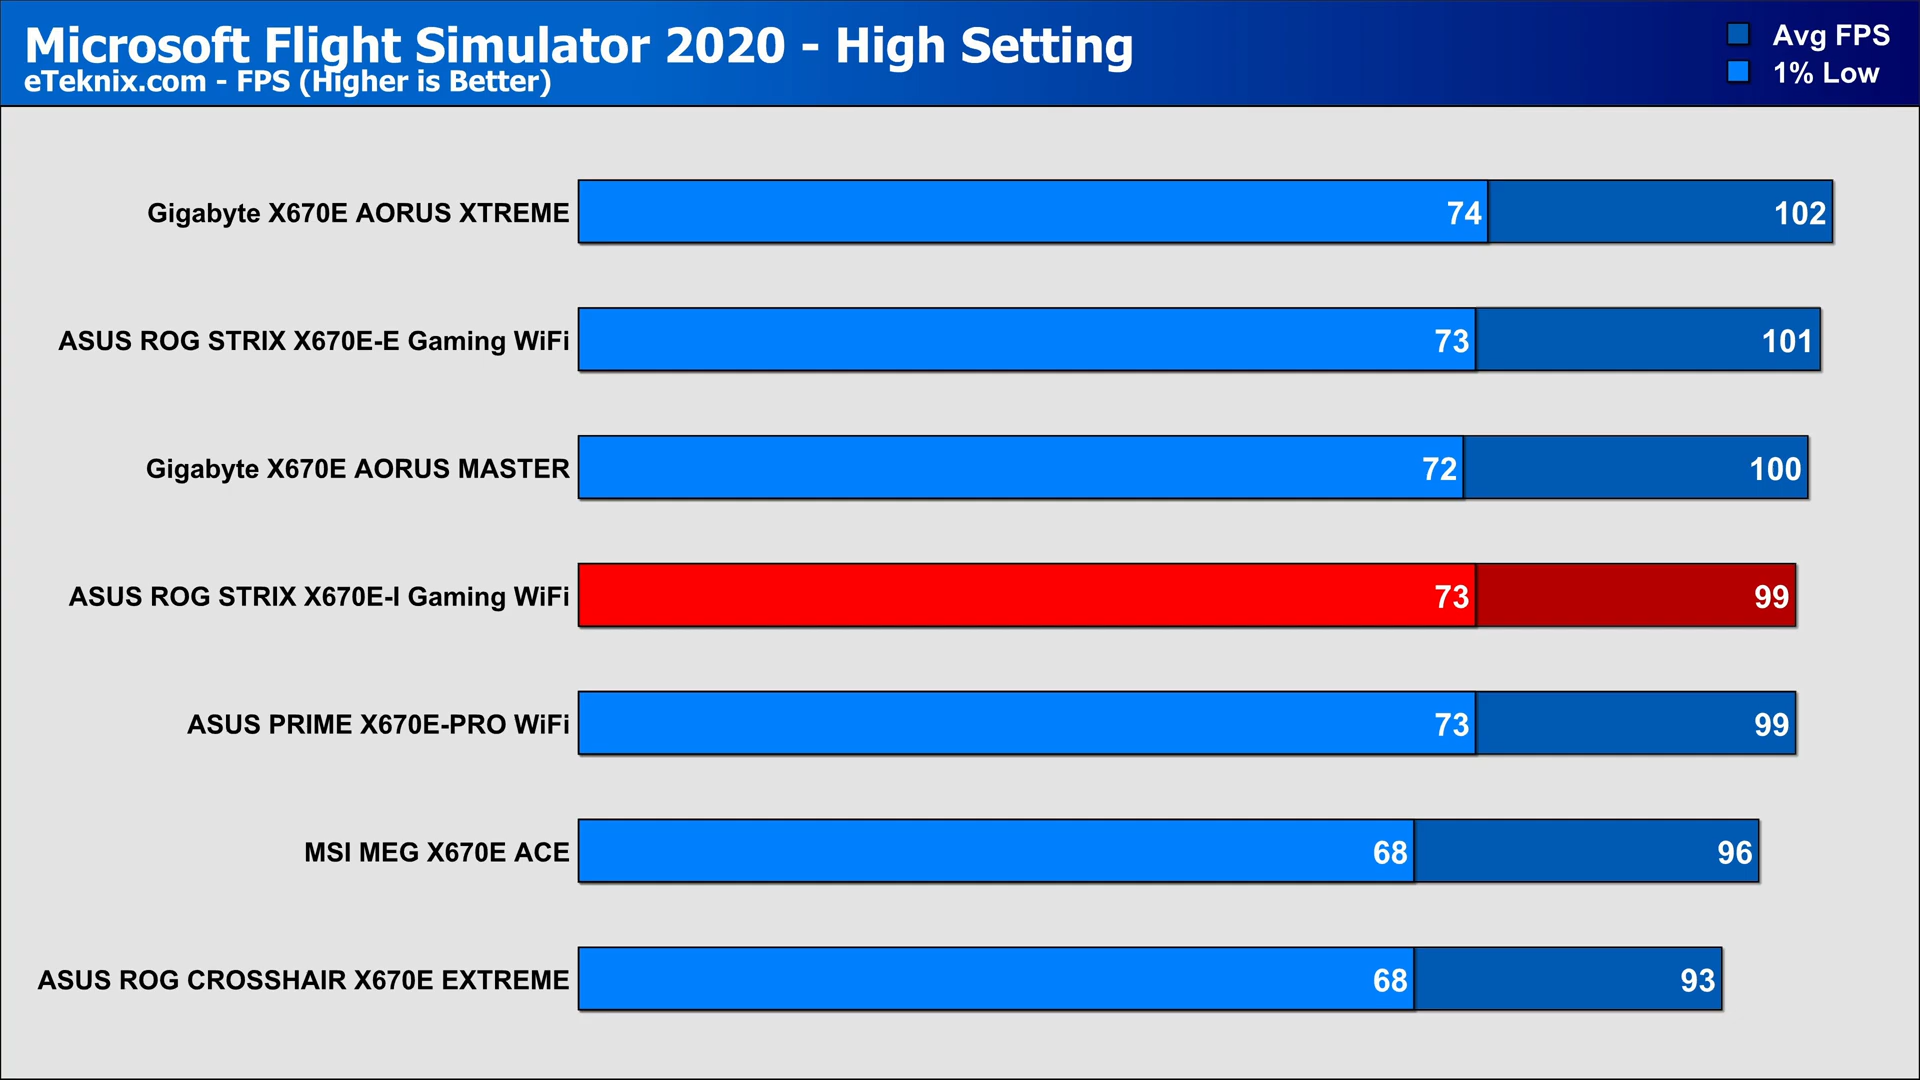 Microsoft Flight Simulator 2020 - High Setting
eTeknix.com - FPS (Higher is Better)
Avg FPS
1% Low
Gigabyte X670E AORUS XTREME 74 102
ASUS ROG STRIX X670E-E Gaming WiFi 73 101
Gigabyte X670E AORUS MASTER 72 100
ASUS ROG STRIX X670E-I Gaming WiFi 73 99
ASUS PRIME X670E-PRO WiFi 73 99
MSI MEG X670E ACE 68 96
ASUS ROG CROSSHAIR X670E EXTREME 68 93